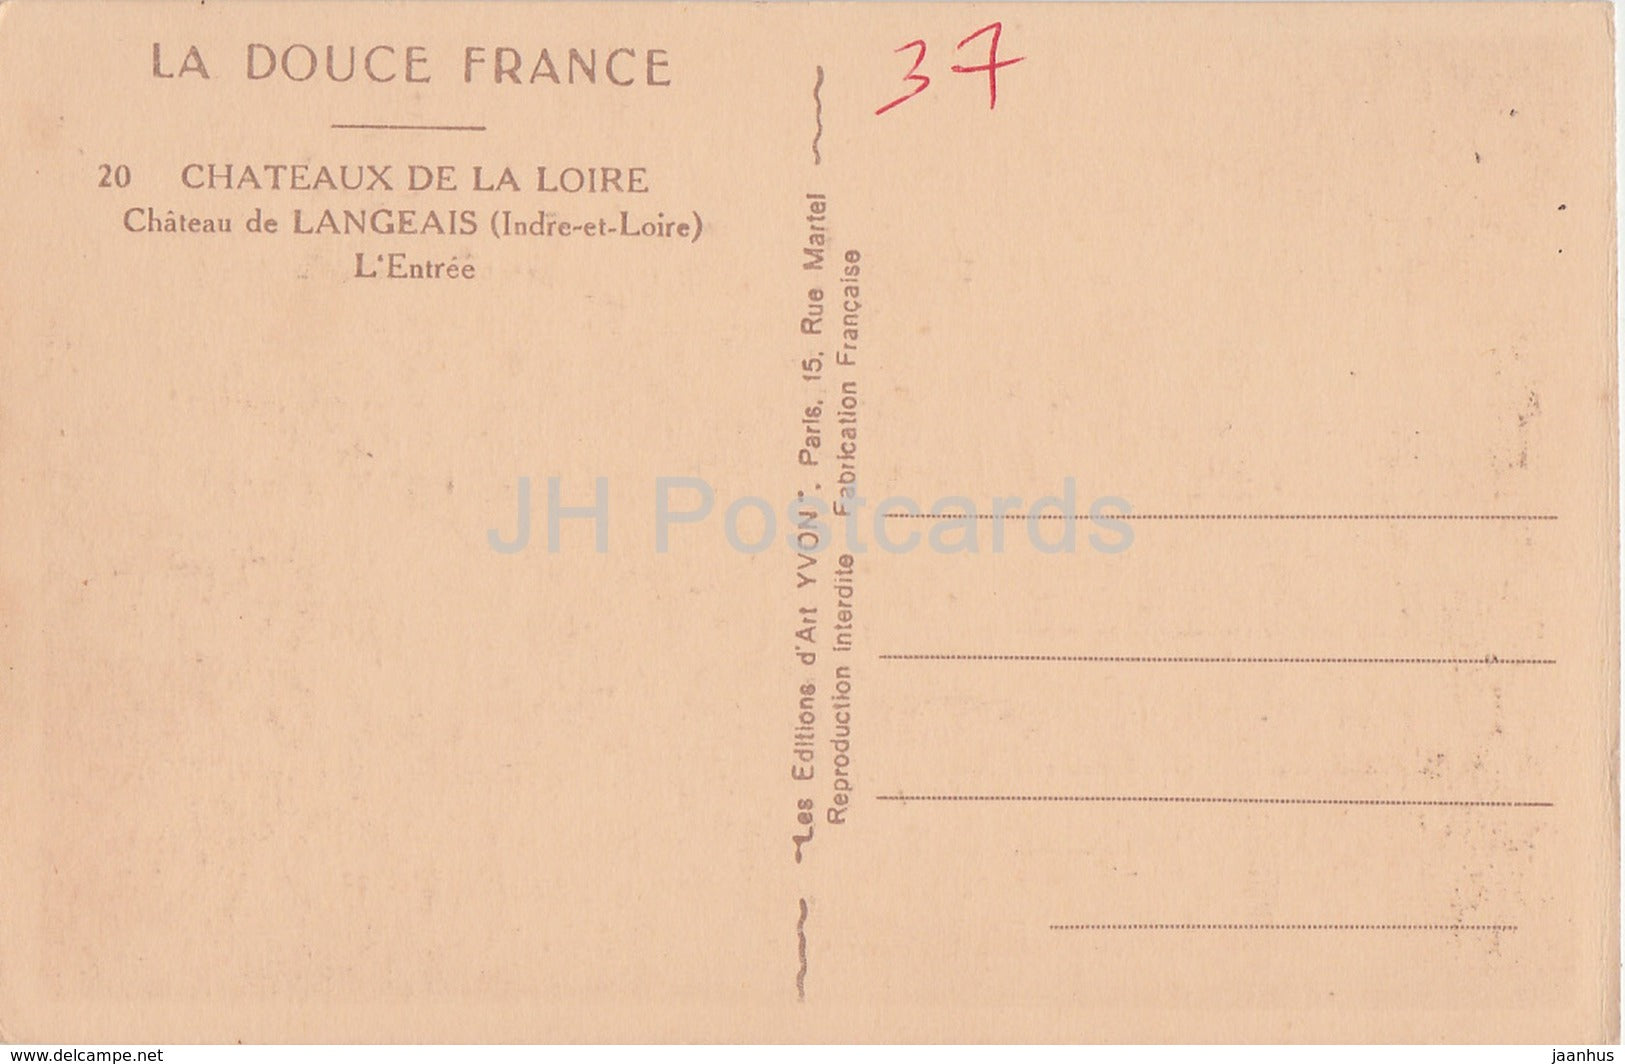 LA DOUCE FRANCE
20 CHATEAUX DE LA LOIRE
Château de LANGEAIS (Indre-et-Loire)
L'Entrée
37
Les Editions d'Art YVON". Paris. 15, Rue Martel
Reproduction interdite Fabrication Française
JH Postcards
www.delcampe.net
jaanhus